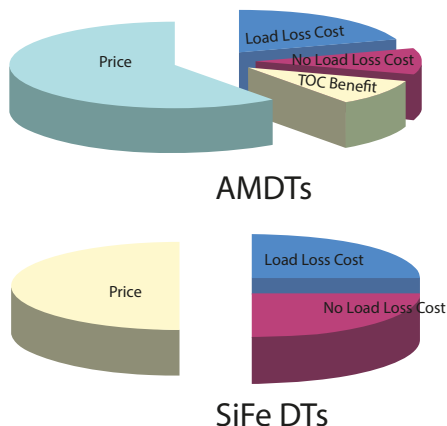 Load Loss Cost
Price
No Load Loss Cost
TOC Benefit
AMDTs
Load Loss Cost
Price
No Load Loss Cost
SiFe DTs